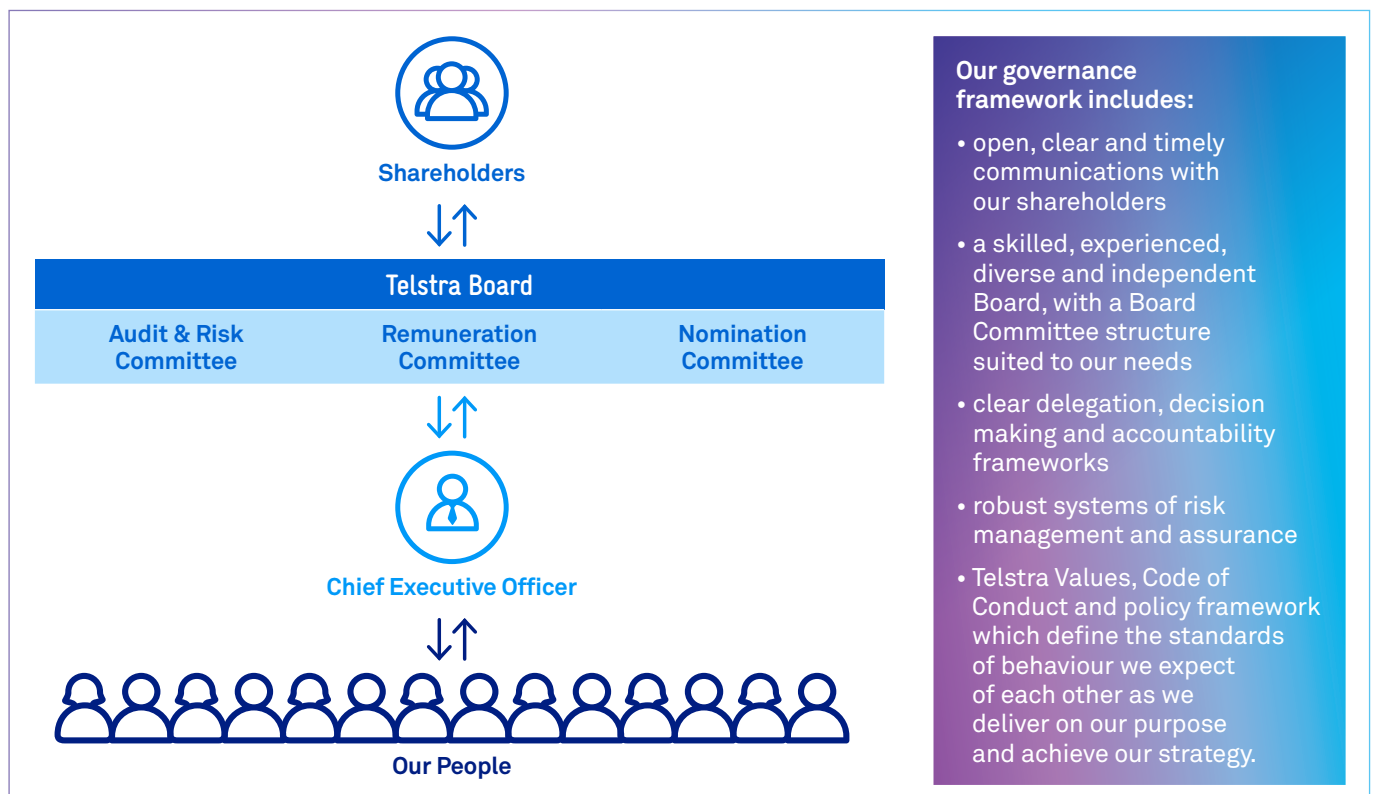 Shareholders
Telstra Board
Audit & Risk
Committee
Remuneration
Committee
Nomination
Committee
Chief Executive Officer
Our People
Our governance
framework includes:
• open, clear and timely
communications with
our shareholders
• a skilled, experienced,
diverse and independent
Board, with a Board
Committee structure
suited to our needs
• clear delegation, decision
making and accountability
frameworks
• robust systems of risk
management and assurance
• Telstra Values, Code of
Conduct and policy framework
which define the standards
of behaviour we expect
of each other as we
deliver on our purpose
and achieve our strategy.